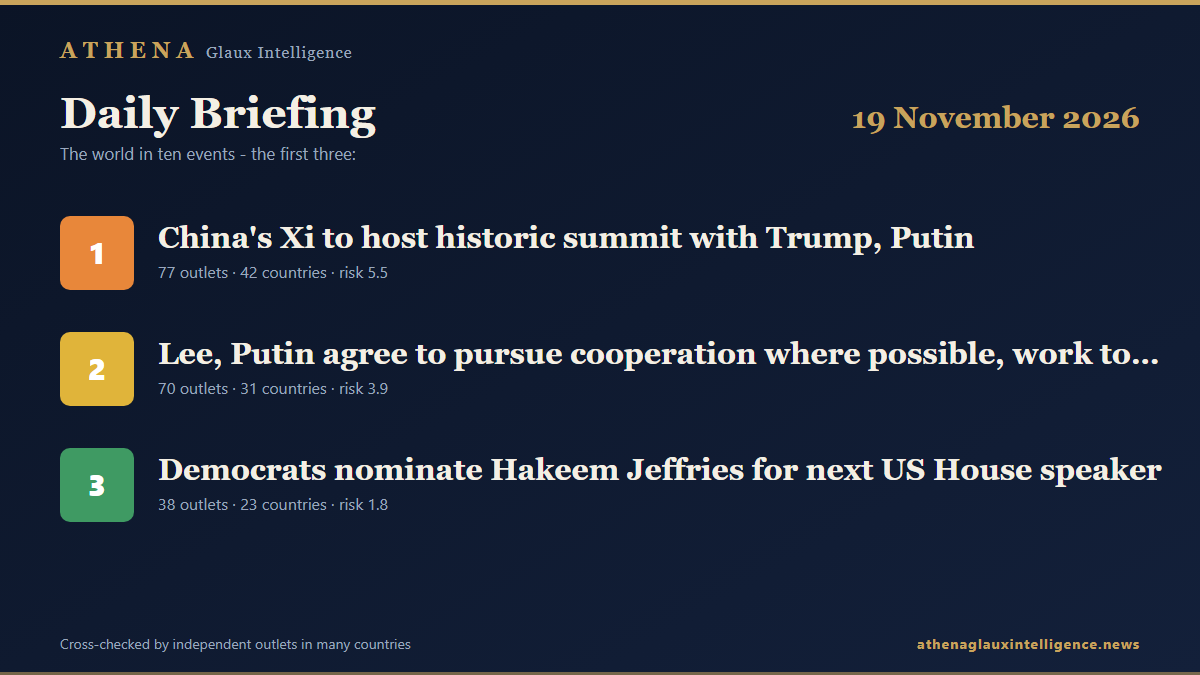 ATHENA Glaux Intelligence
Daily Briefing
19 November 2026
The world in ten events - the first three:
1
China's Xi to host historic summit with Trump, Putin
77 outlets · 42 countries · risk 5.5
2
Lee, Putin agree to pursue cooperation where possible, work to...
70 outlets · 31 countries · risk 3.9
3
Democrats nominate Hakeem Jeffries for next US House speaker
38 outlets · 23 countries · risk 1.8
Cross-checked by independent outlets in many countries
athenaglauxintelligence.news